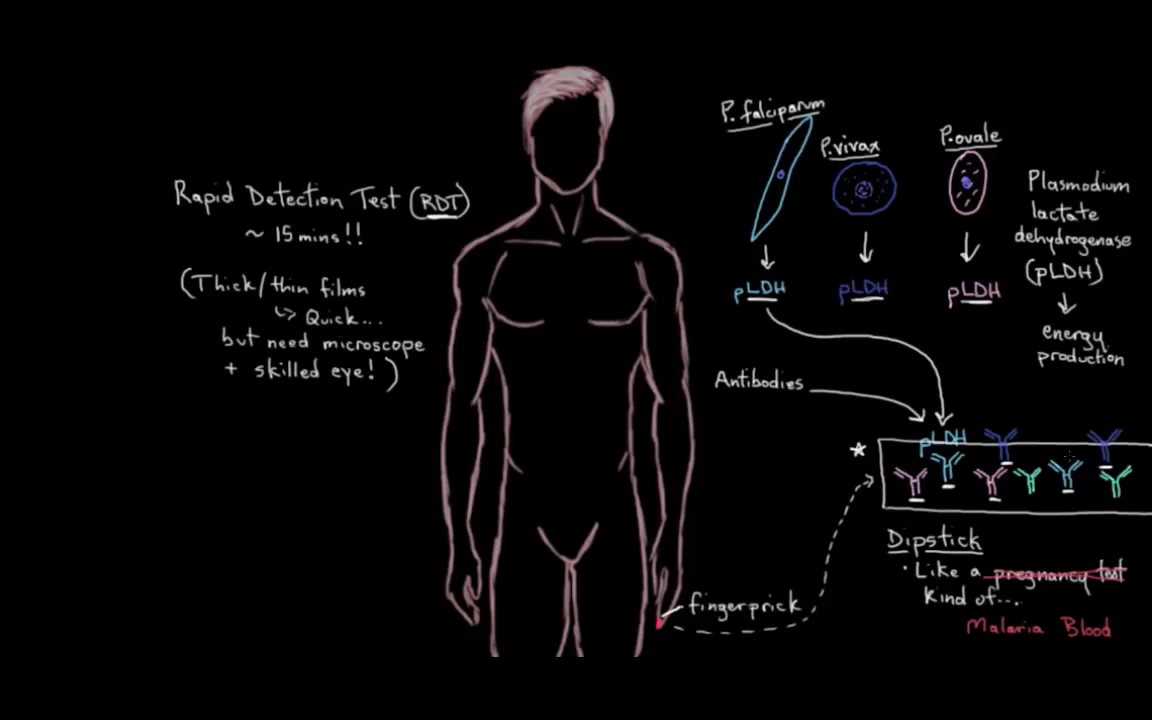 Rapid Detection Test (RDT)
~ 15 mins!!
(Thick/thin films
↳ Quick...
but need microscope
+ skilled eye!)
P. falciparum
P. vivax
P. ovale
pLDH
pLDH
pLDH
Plasmodium
lactate
dehydrogenase
(pLDH)
energy
production
Antibodies
pLDH
*
Dipstick
• Like a pregnancy test
kind of...
Malaria Blood
fingerprick